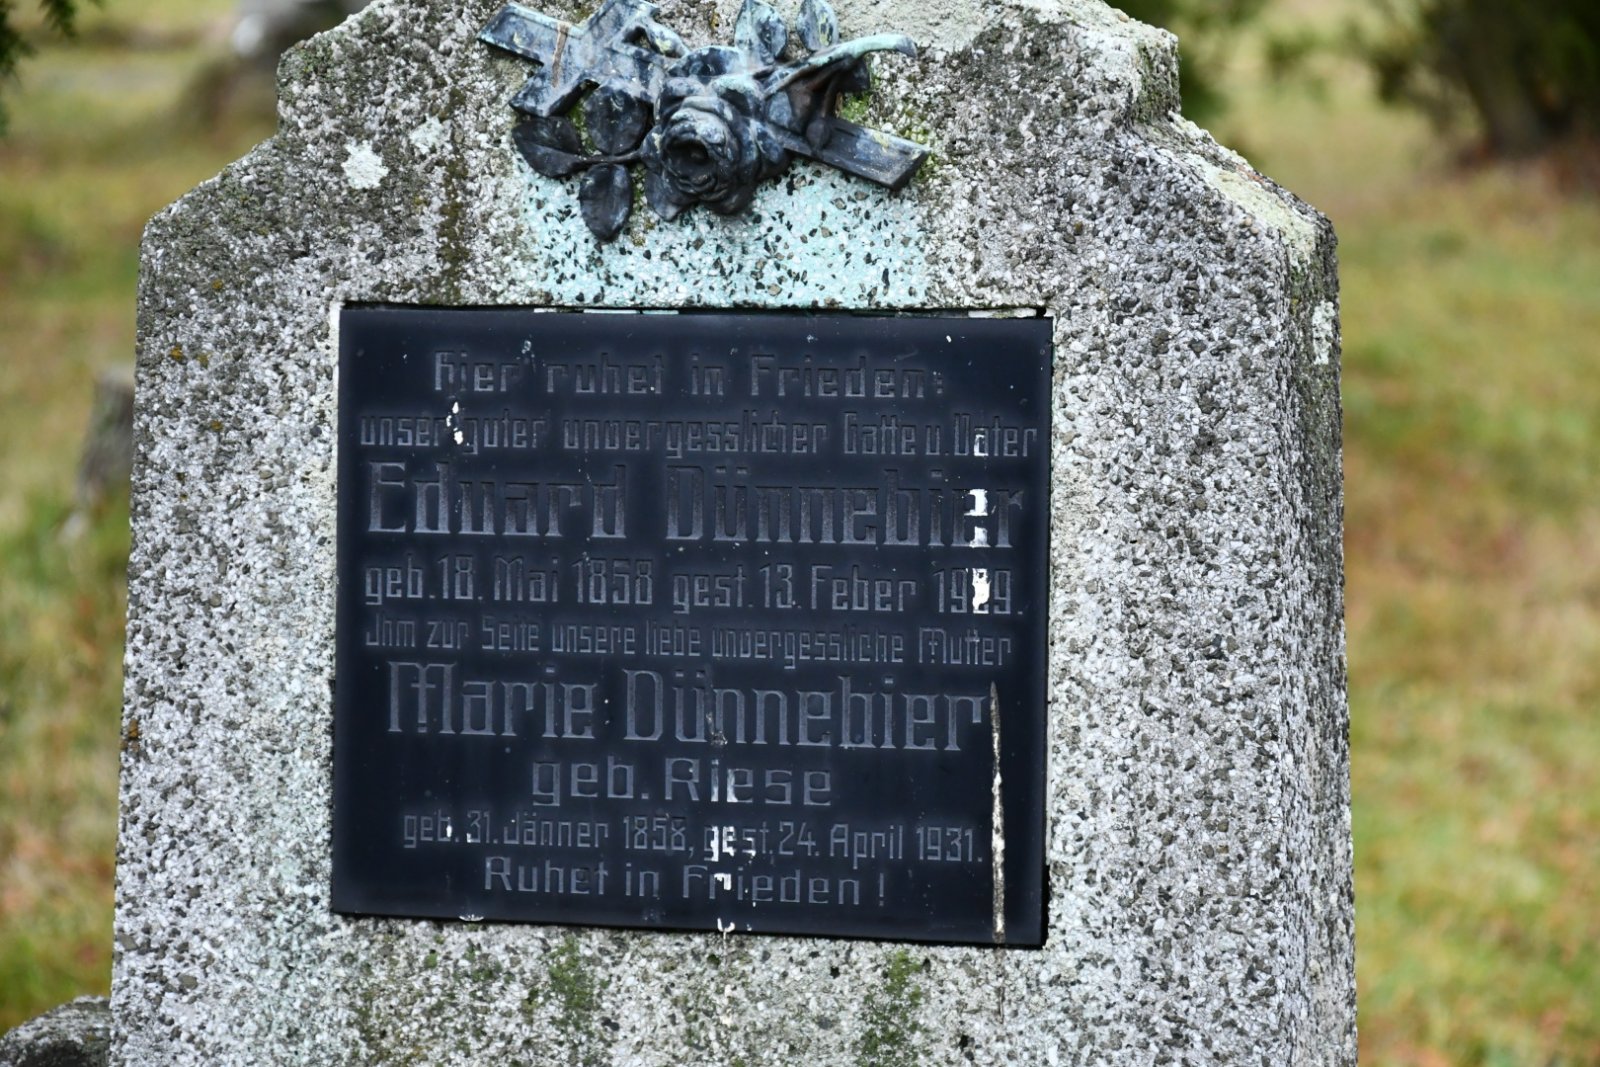 Hier ruhet in Frieden:
unser guter unvergesslicher Gatte u. Vater
Eduard Dünnebier
geb. 18. Mai 1858 gest. 13. Feber 1929.
Ihm zur Seite unsere liebe unvergessliche Mutter
Marie Dünnebier
geb. Riese
geb. 31. Jänner 1858, gest. 24. April 1931.
Ruhet in Frieden!